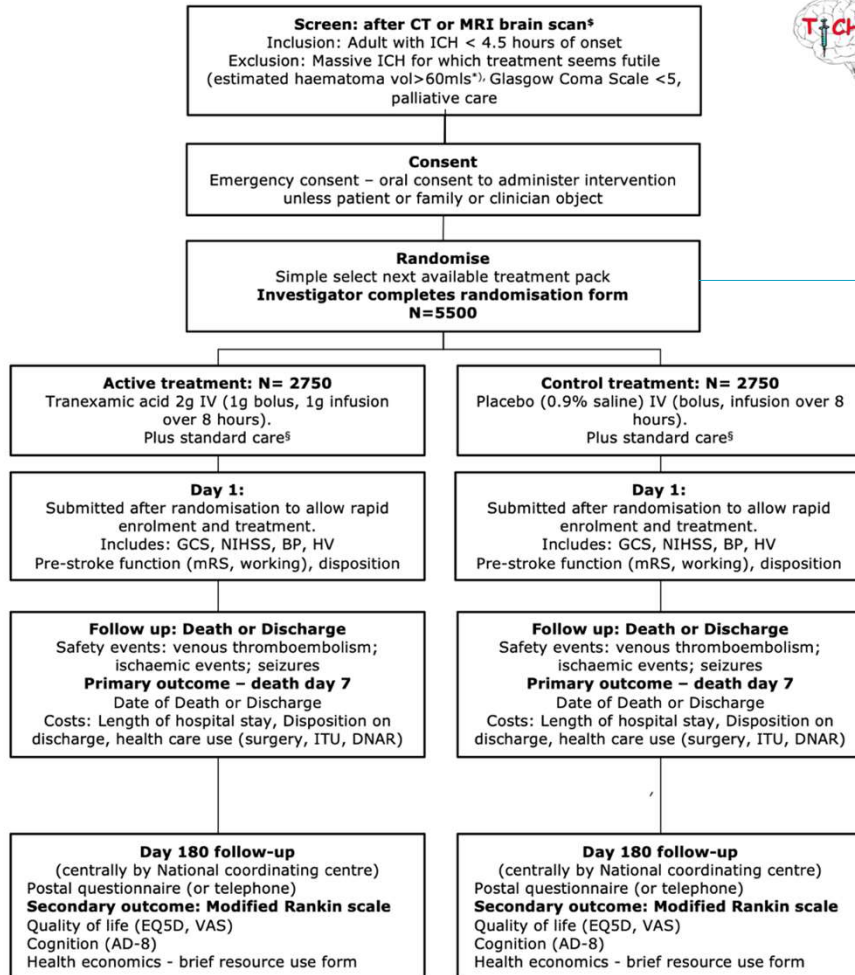 Screen: after CT or MRI brain scan$
Inclusion: Adult with ICH < 4.5 hours of onset
Exclusion: Massive ICH for which treatment seems futile
(estimated haematoma vol>60mls*), Glasgow Coma Scale <5,
palliative care
TICH
Consent
Emergency consent – oral consent to administer intervention
unless patient or family or clinician object
Randomise
Simple select next available treatment pack
Investigator completes randomisation form
N=5500
Active treatment: N= 2750
Tranexamic acid 2g IV (1g bolus, 1g infusion
over 8 hours).
Plus standard care§
Control treatment: N= 2750
Placebo (0.9% saline) IV (bolus, infusion over 8
hours).
Plus standard care§
Day 1:
Submitted after randomisation to allow rapid
enrolment and treatment.
Includes: GCS, NIHSS, BP, HV
Pre-stroke function (mRS, working), disposition
Day 1:
Submitted after randomisation to allow rapid
enrolment and treatment.
Includes: GCS, NIHSS, BP, HV
Pre-stroke function (mRS, working), disposition
Follow up: Death or Discharge
Safety events: venous thromboembolism;
ischaemic events; seizures
Primary outcome – death day 7
Date of Death or Discharge
Costs: Length of hospital stay, Disposition on
discharge, health care use (surgery, ITU, DNAR)
Follow up: Death or Discharge
Safety events: venous thromboembolism;
ischaemic events; seizures
Primary outcome – death day 7
Date of Death or Discharge
Costs: Length of hospital stay, Disposition on
discharge, health care use (surgery, ITU, DNAR)
Day 180 follow-up
(centrally by National coordinating centre)
Postal questionnaire (or telephone)
Secondary outcome: Modified Rankin scale
Quality of life (EQ5D, VAS)
Cognition (AD-8)
Health economics - brief resource use form
Day 180 follow-up
(centrally by National coordinating centre)
Postal questionnaire (or telephone)
Secondary outcome: Modified Rankin scale
Quality of life (EQ5D, VAS)
Cognition (AD-8)
Health economics - brief resource use form